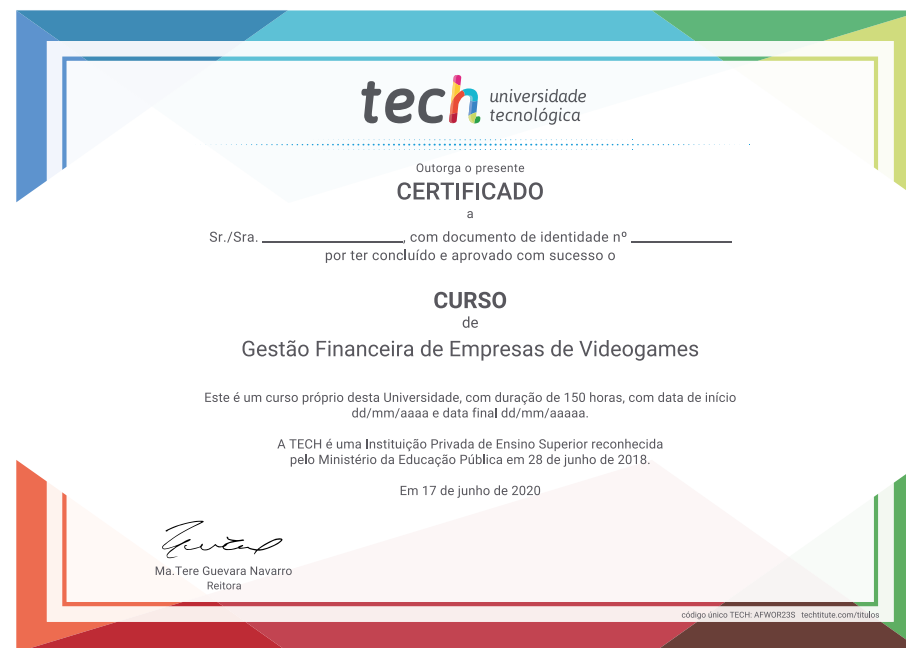 tech universidade
tecnológica
Outorga o presente
CERTIFICADO
a
Sr./Sra. ____________________, com documento de identidade nº ______________
por ter concluído e aprovado com sucesso o
CURSO
de
Gestão Financeira de Empresas de Videogames
Este é um curso próprio desta Universidade, com duração de 150 horas, com data de início
dd/mm/aaaa e data final dd/mm/aaaaa.
A TECH é uma Instituição Privada de Ensino Superior reconhecida
pelo Ministério da Educação Pública em 28 de junho de 2018.
Em 17 de junho de 2020
Ma.Tere Guevara Navarro
Reitora
código único TECH: AFWOR23S techtitute.com/titulos